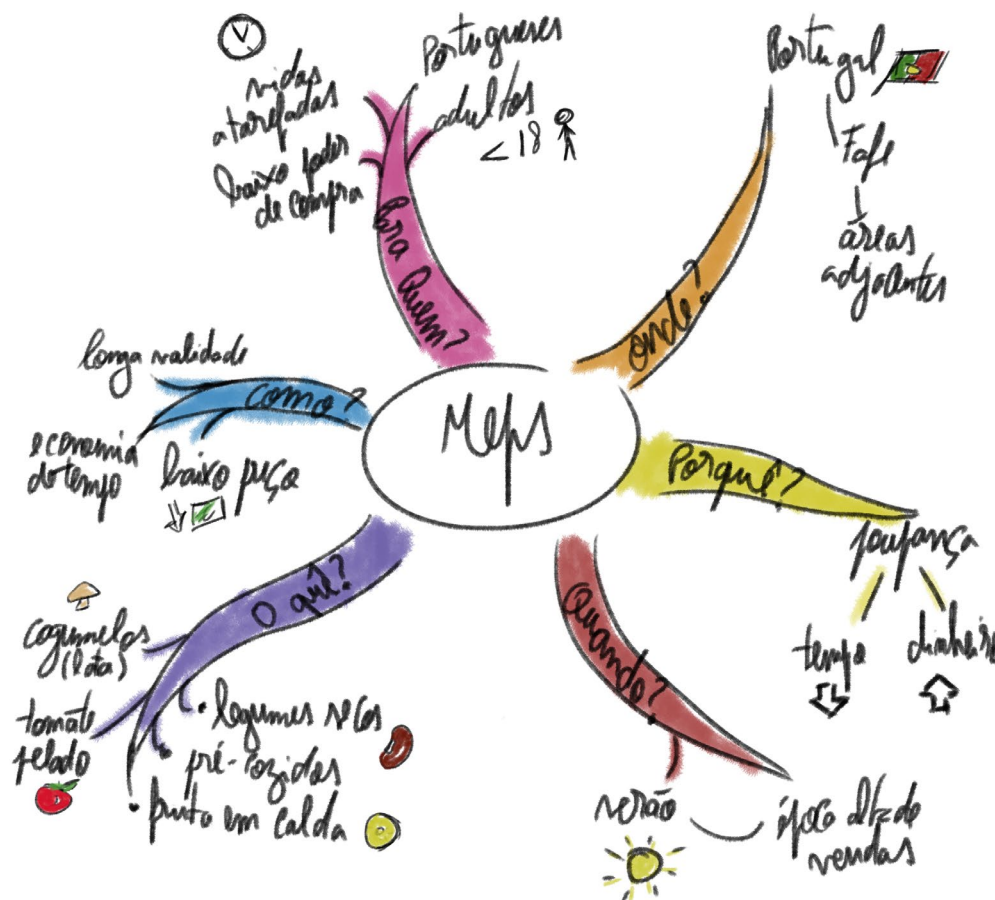 Meps
Para Quem?
vidas
atarefadas
baixo poder
de compra
Portugueses
adultos
< 18
Onde?
Portugal
Fafe
áreas
adjacentes
Porquê?
poupança
tempo
dinheiro
Quando?
verão
época alta de
vendas
O quê?
cogumelos
(lata)
tomate
pelado
• legumes secos
• pré-cozidos
• fruta em calda
Como?
longa validade
economia
de tempo
baixo preço